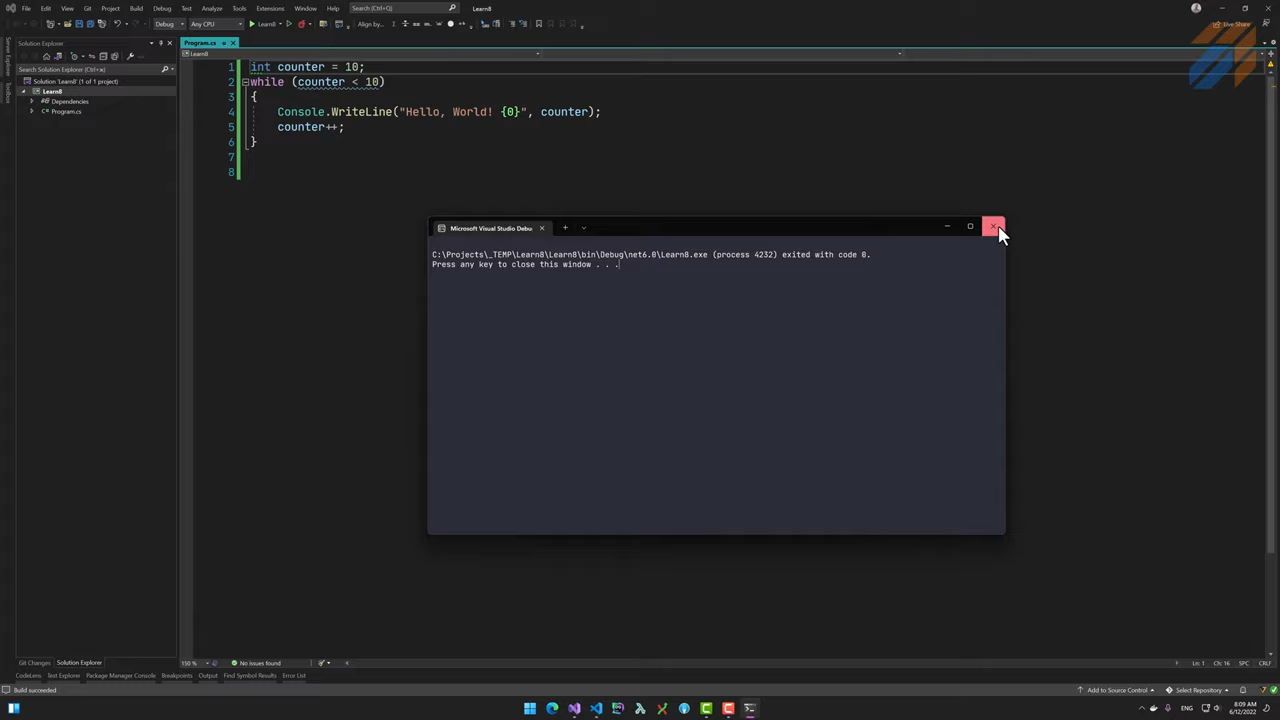 File Edit View Git Project Build Debug Test Analyze Tools Extensions Window Help Search (Ctrl+Q) Learn8
Debug Any CPU Learn8 Align by... Live Share
Server Explorer
Toolbox
Solution Explorer
Search Solution Explorer (Ctrl+ж)
Solution 'Learn8' (1 of 1 project)
Learn8
Dependencies
Program.cs
Program.cs
Learn8
1 int counter = 10;
2 while (counter < 10)
3 {
4 Console.WriteLine("Hello, World! {0}", counter);
5 counter++;
6 }
7
8
Microsoft Visual Studio Debu
C:\Projects\_TEMP\Learn8\Learn8\bin\Debug\net6.0\Learn8.exe (process 4232) exited with code 0.
Press any key to close this window . . .
Git Changes Solution Explorer
150 % No issues found Ln: 1 Ch: 16 SPC CRLF
CodeLens Test Explorer Package Manager Console Breakpoints Output Find Symbol Results Error List
Build succeeded Add to Source Control Select Repository
ENG 8:09 AM
6/12/2022